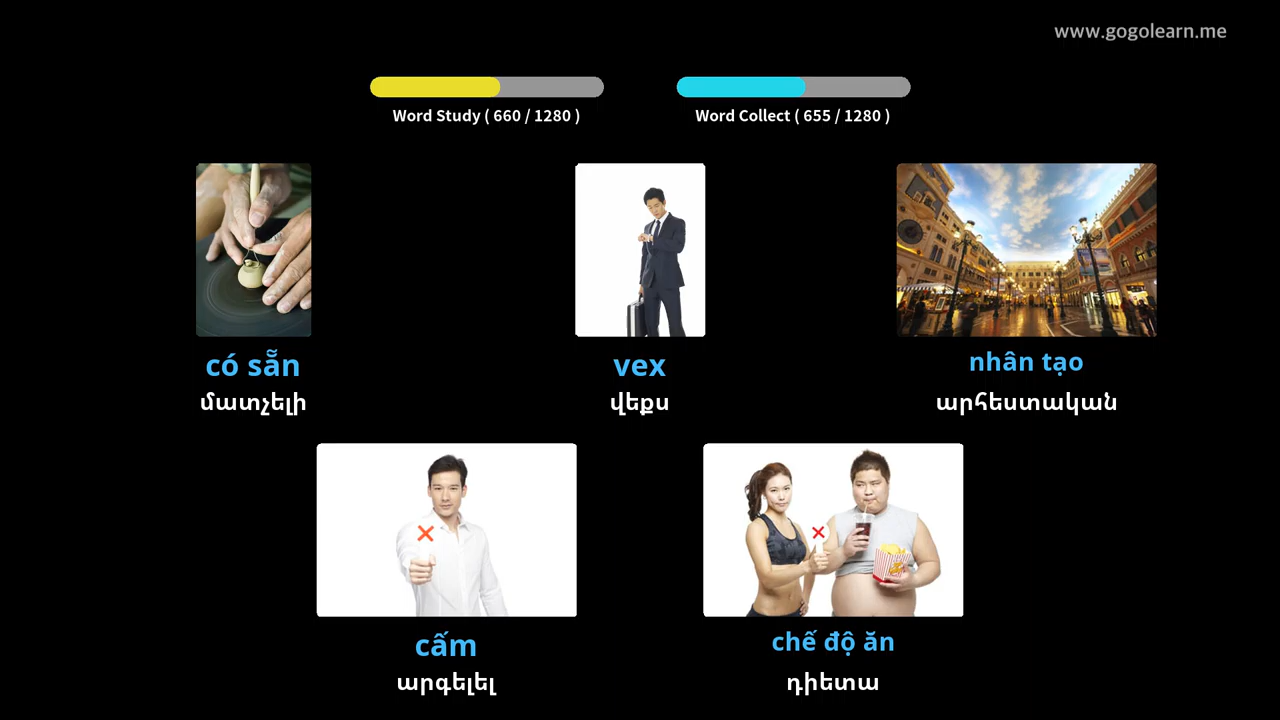 www.gogolearn.me
Word Study ( 660 / 1280 )
Word Collect ( 655 / 1280 )
có sẵn
մատչելի
vex
վեքս
nhân tạo
արհեստական
cấm
արգելել
chế độ ăn
դիետա